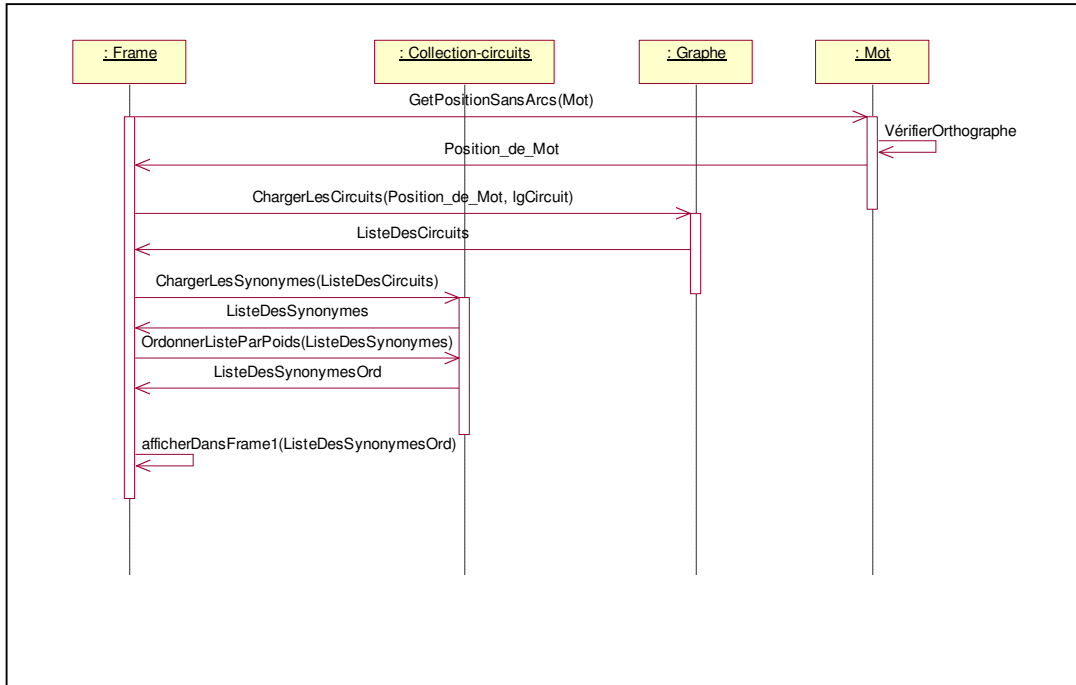 : Frame
: Collection-circuits
: Graphe
: Mot
GetPositionSansArcs(Mot)
VérifierOrthographe
Position_de_Mot
ChargerLesCircuits(Position_de_Mot, lgCircuit)
ListeDesCircuits
ChargerLesSynonymes(ListeDesCircuits)
ListeDesSynonymes
OrdonnerListeParPoids(ListeDesSynonymes)
ListeDesSynonymesOrd
afficherDansFrame1(ListeDesSynonymesOrd)